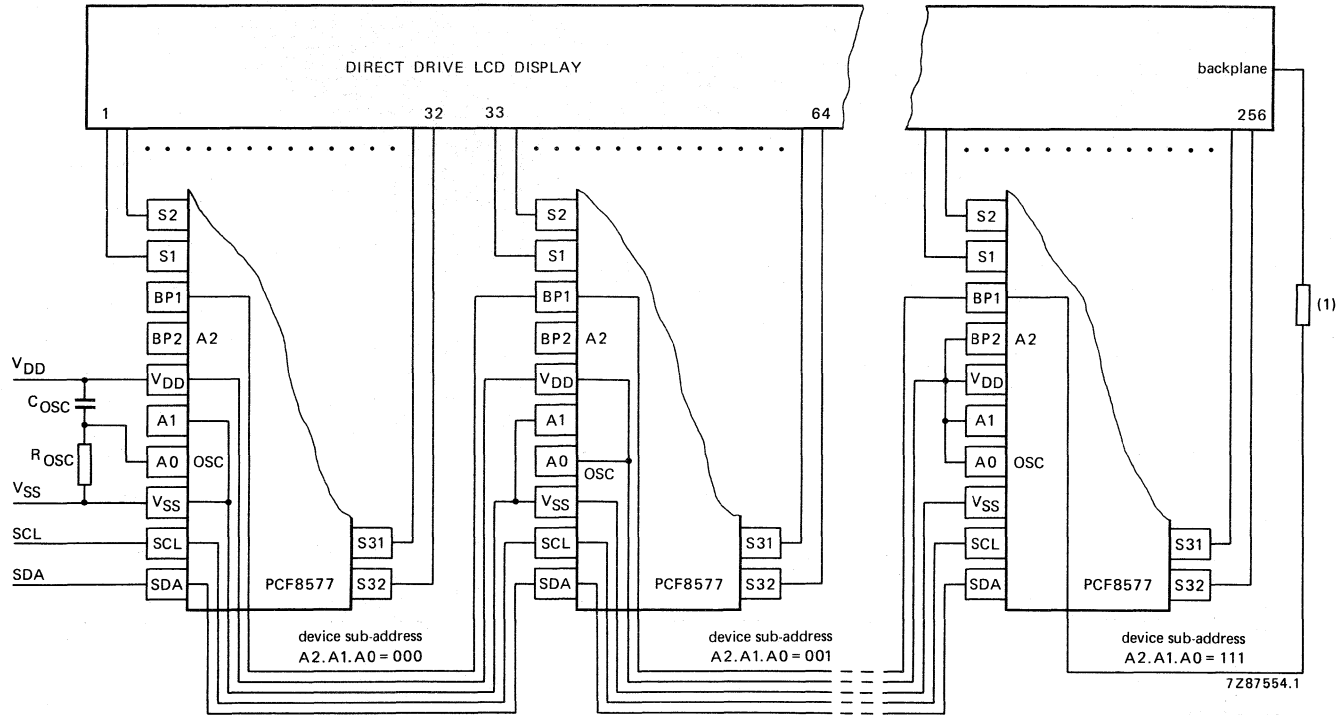 DIRECT DRIVE LCD DISPLAY
backplane
1 32 33 64 256
S2 S2 S2
S1 S1 S1
BP1 BP1 BP1
(1)
BP2 A2 BP2 A2 BP2 A2
VDD VDD VDD VDD
COSC A1 A1 A1
ROSC A0 OSC A0 OSC A0 OSC
VSS VSS VSS VSS
SCL SCL SCL SCL
S31 S31 S31
SDA SDA PCF8577 S32 SDA PCF8577 S32 SDA PCF8577 S32
device sub-address device sub-address device sub-address
A2.A1.A0 = 000 A2.A1.A0 = 001 A2.A1.A0 = 111
7Z87554.1